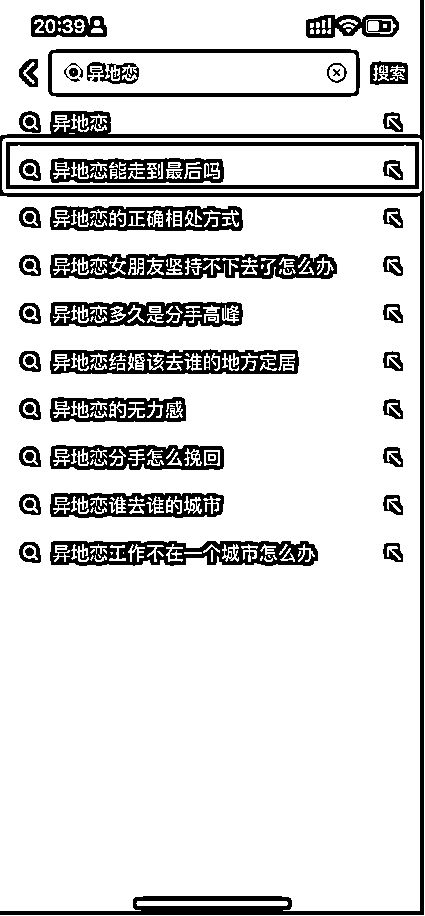 20:39
异地恋 搜索
异地恋
异地恋能走到最后吗
异地恋的正确相处方式
异地恋女朋友坚持不下去了怎么办
异地恋多久是分手高峰
异地恋结婚该去谁的地方定居
异地恋的无力感
异地恋分手怎么挽回
异地恋谁去谁的城市
异地恋工作不在一个城市怎么办